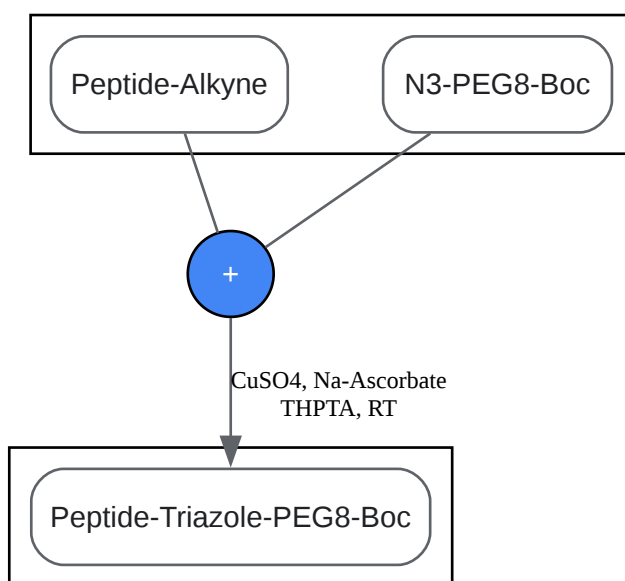 Peptide-Alkyne
N3-PEG8-Boc
+
CuSO4, Na-Ascorbate
THPTA, RT
Peptide-Triazole-PEG8-Boc